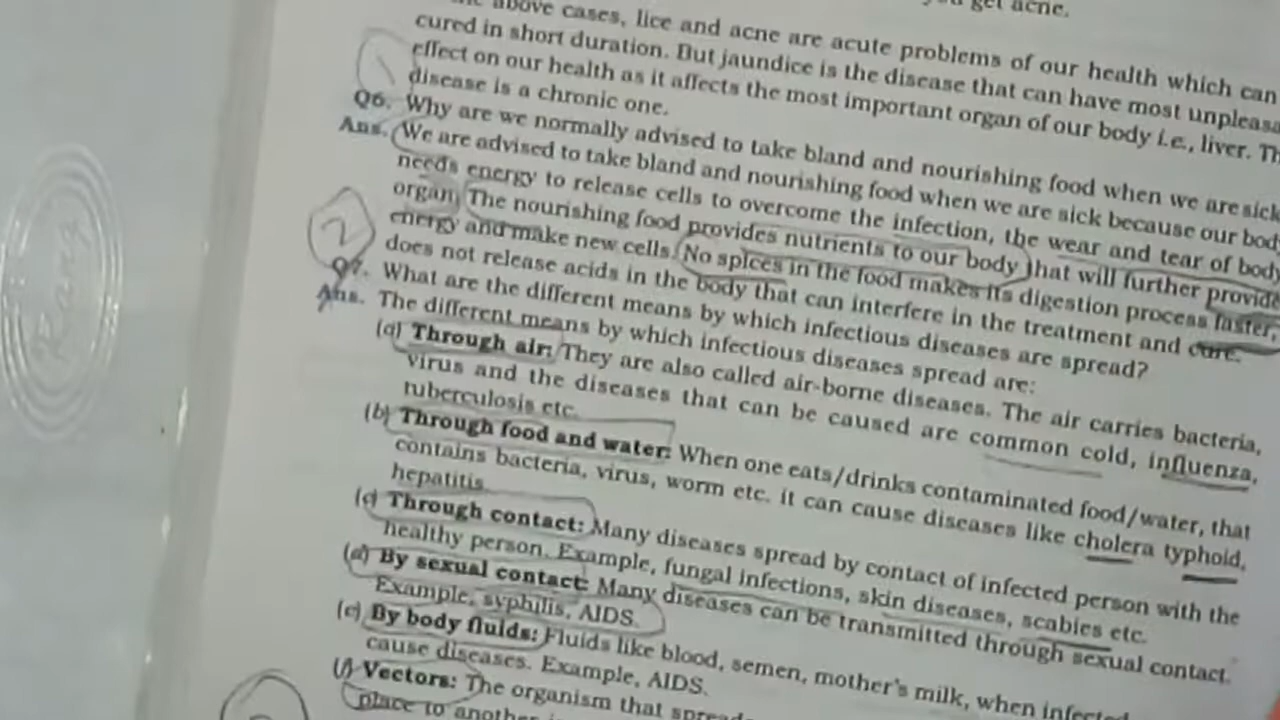 you get acne.
above cases, lice and acne are acute problems of our health which can
cured in short duration. But jaundice is the disease that can have most
effect on our health as it affects the most important organ of our body i.e., liver.
disease is a chronic one.
Q6. Why are we normally advised to take bland and nourishing food when we are sick
Ans. We are advised to take bland and nourishing food when we are sick because our
needs energy to release cells to overcome the infection, the wear and tear of body
organ. The nourishing food provides nutrients to our body that will further provide
energy and make new cells. No spices in the food makes its digestion process faster,
does not release acids in the body that can interfere in the treatment and cure.
2
Q7. What are the different means by which infectious diseases are spread?
Ans. The different means by which infectious diseases spread are:
(a) Through air: They are also called air-borne diseases. The air carries bacteria,
virus and the diseases that can be caused are common cold, influenza,
tuberculosis etc.
(b) Through food and water: When one eats/drinks contaminated food/water, that
contains bacteria, virus, worm etc. it can cause diseases like cholera typhoid,
hepatitis.
(c) Through contact: Many diseases spread by contact of infected person with the
healthy person. Example, fungal infections, skin diseases, scabies etc.
(d) By sexual contact: Many diseases can be transmitted through sexual contact.
Example, syphilis, AIDS.
(e) By body fluids: Fluids like blood, semen, mother's milk, when infected
cause diseases. Example, AIDS.
(f) Vectors: The organism that
place to another